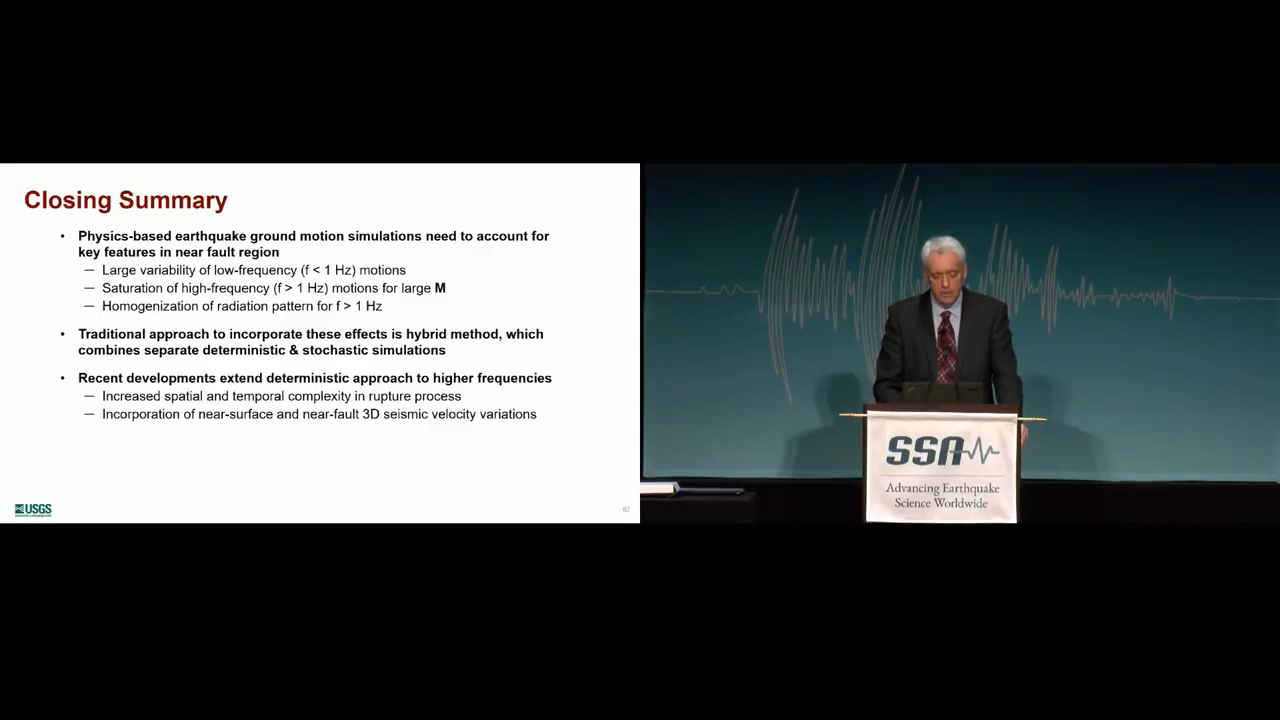 Closing Summary
• Physics-based earthquake ground motion simulations need to account for
key features in near fault region
— Large variability of low-frequency (f < 1 Hz) motions
— Saturation of high-frequency (f > 1 Hz) motions for large M
— Homogenization of radiation pattern for f > 1 Hz
• Traditional approach to incorporate these effects is hybrid method, which
combines separate deterministic & stochastic simulations
• Recent developments extend deterministic approach to higher frequencies
— Increased spatial and temporal complexity in rupture process
— Incorporation of near-surface and near-fault 3D seismic velocity variations
USGS
62
SSA
Advancing Earthquake
Science Worldwide